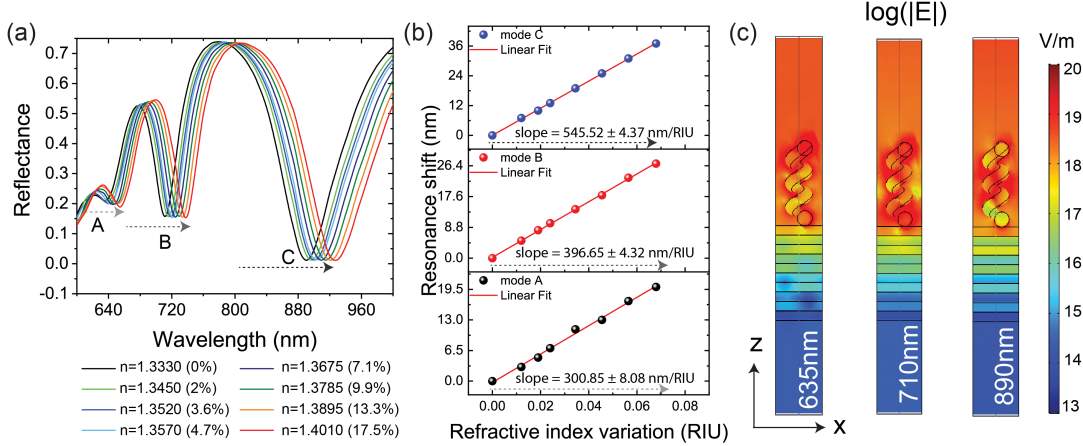 (a)
Reflectance
0.7
0.6
0.5
0.4
0.3
0.2
0.1
0.0
-0.1
A
B
C
640
720
800
880
960
Wavelength (nm)
n=1.3330 (0%)
n=1.3450 (2%)
n=1.3520 (3.6%)
n=1.3570 (4.7%)
n=1.3675 (7.1%)
n=1.3785 (9.9%)
n=1.3895 (13.3%)
n=1.4010 (17.5%)
(b)
Resonance shift (nm)
36
24
12
0
mode C
Linear Fit
slope = 545.52 ± 4.37 nm/RIU
26.4
17.6
8.8
0.0
mode B
Linear Fit
slope = 396.65 ± 4.32 nm/RIU
19.5
13.0
6.5
0.0
mode A
Linear Fit
slope = 300.85 ± 8.08 nm/RIU
0.00
0.02
0.04
0.06
0.08
Refractive index variation (RIU)
(c)
log(|E|)
V/m
20
19
18
17
16
15
14
13
635nm
710nm
890nm
z
x